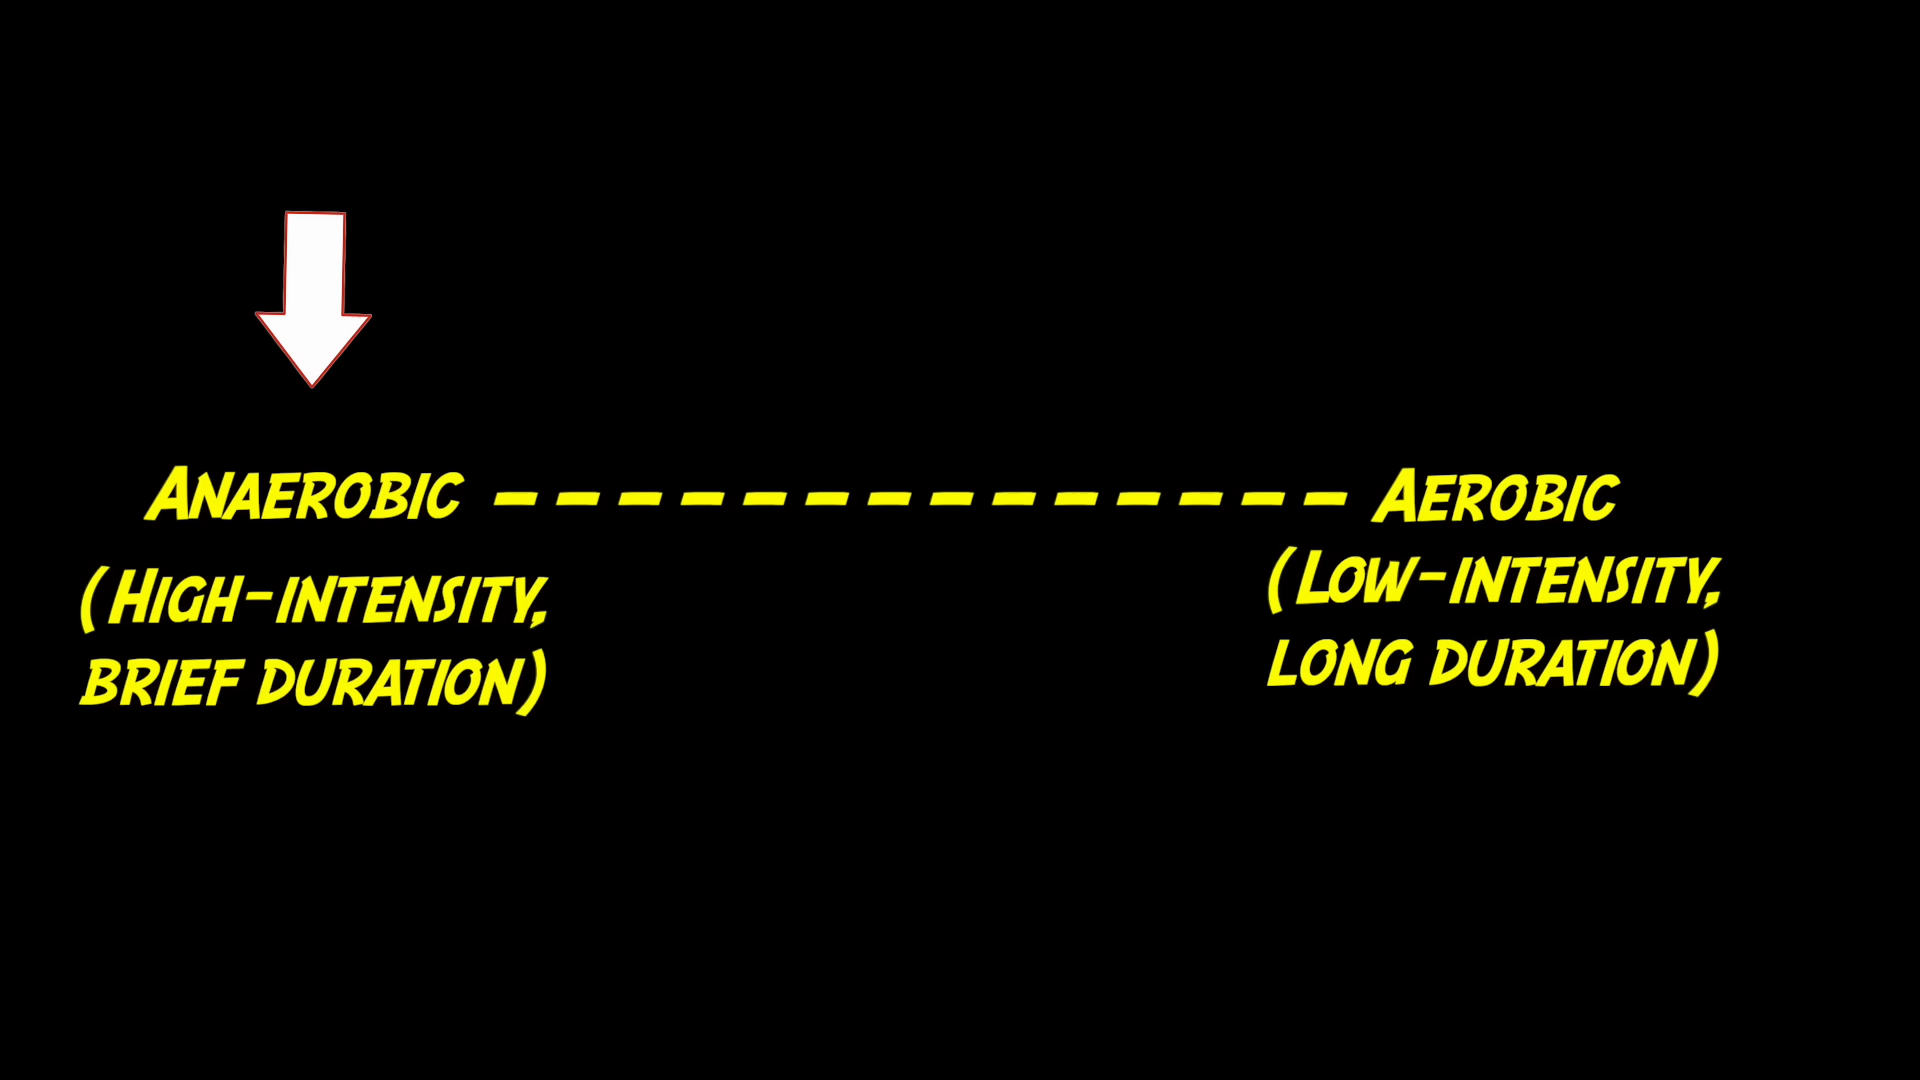 Anaerobic - - - - - - - - - - - - - - Aerobic
(High-intensity,
brief duration)
(Low-intensity,
long duration)